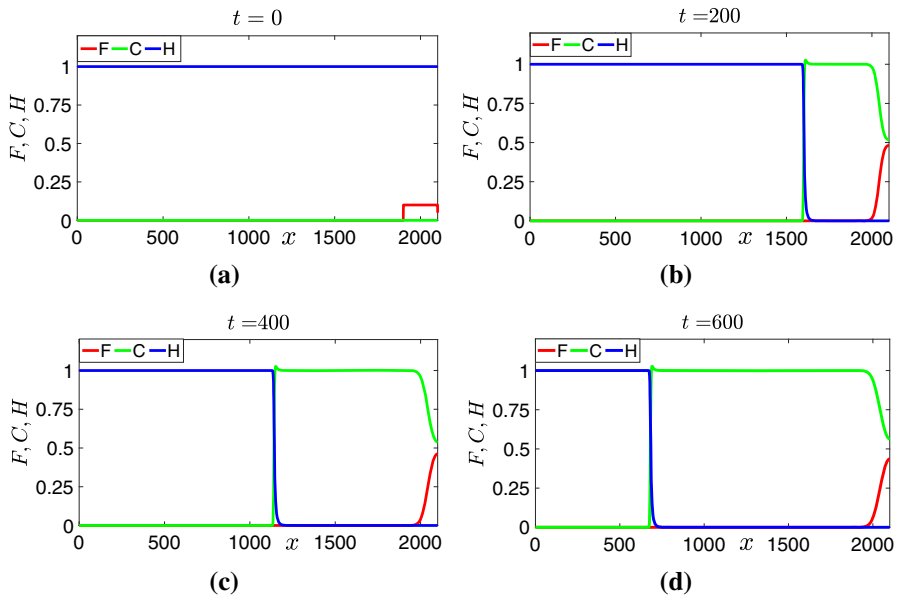 t = 0
F C H
F, C, H
1
0.75
0.5
0.25
0
0 500 1000 x 1500 2000
(a)
t =200
F C H
F, C, H
1
0.75
0.5
0.25
0
0 500 1000 x 1500 2000
(b)
t =400
F C H
F, C, H
1
0.75
0.5
0.25
0
0 500 1000 1500 x 2000
(c)
t =600
F C H
F, C, H
1
0.75
0.5
0.25
0
0 500 1000 x 1500 2000
(d)